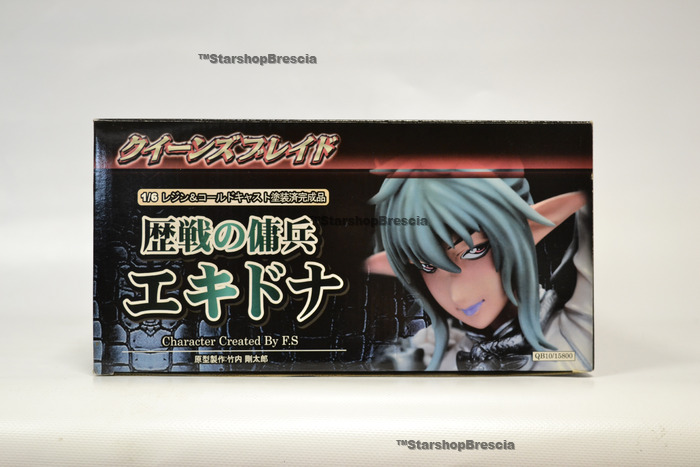 ™StarshopBrescia
クイーンズブレイド
1/6 レジン&コールドキャスト塗装済完成品
™StarshopBrescia
歴戦の傭兵
エキドナ
Character Created By F.S
原型製作:竹内 剛太郎
QB10/15800
™StarshopBrescia